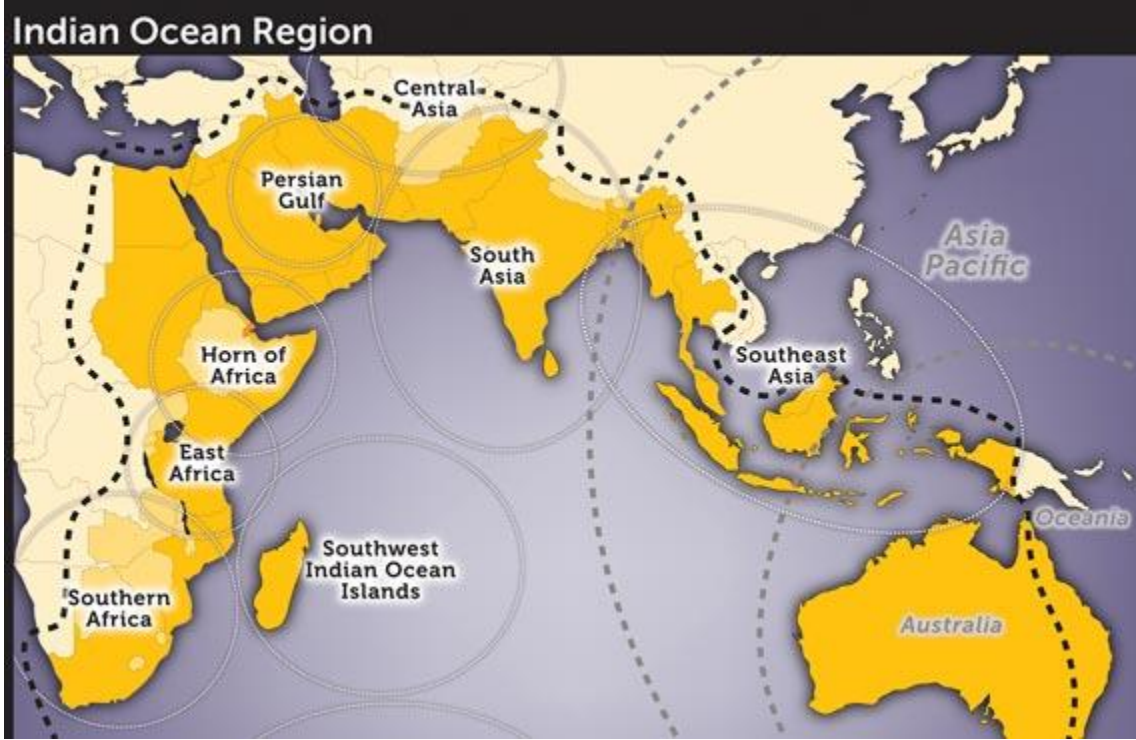 Indian Ocean Region
Central
Asia
Persian
Gulf
South
Asia
Asia
Pacific
Horn of
Africa
Southeast
Asia
East
Africa
Oceania
Southwest
Indian Ocean
Islands
Southern
Africa
Australia